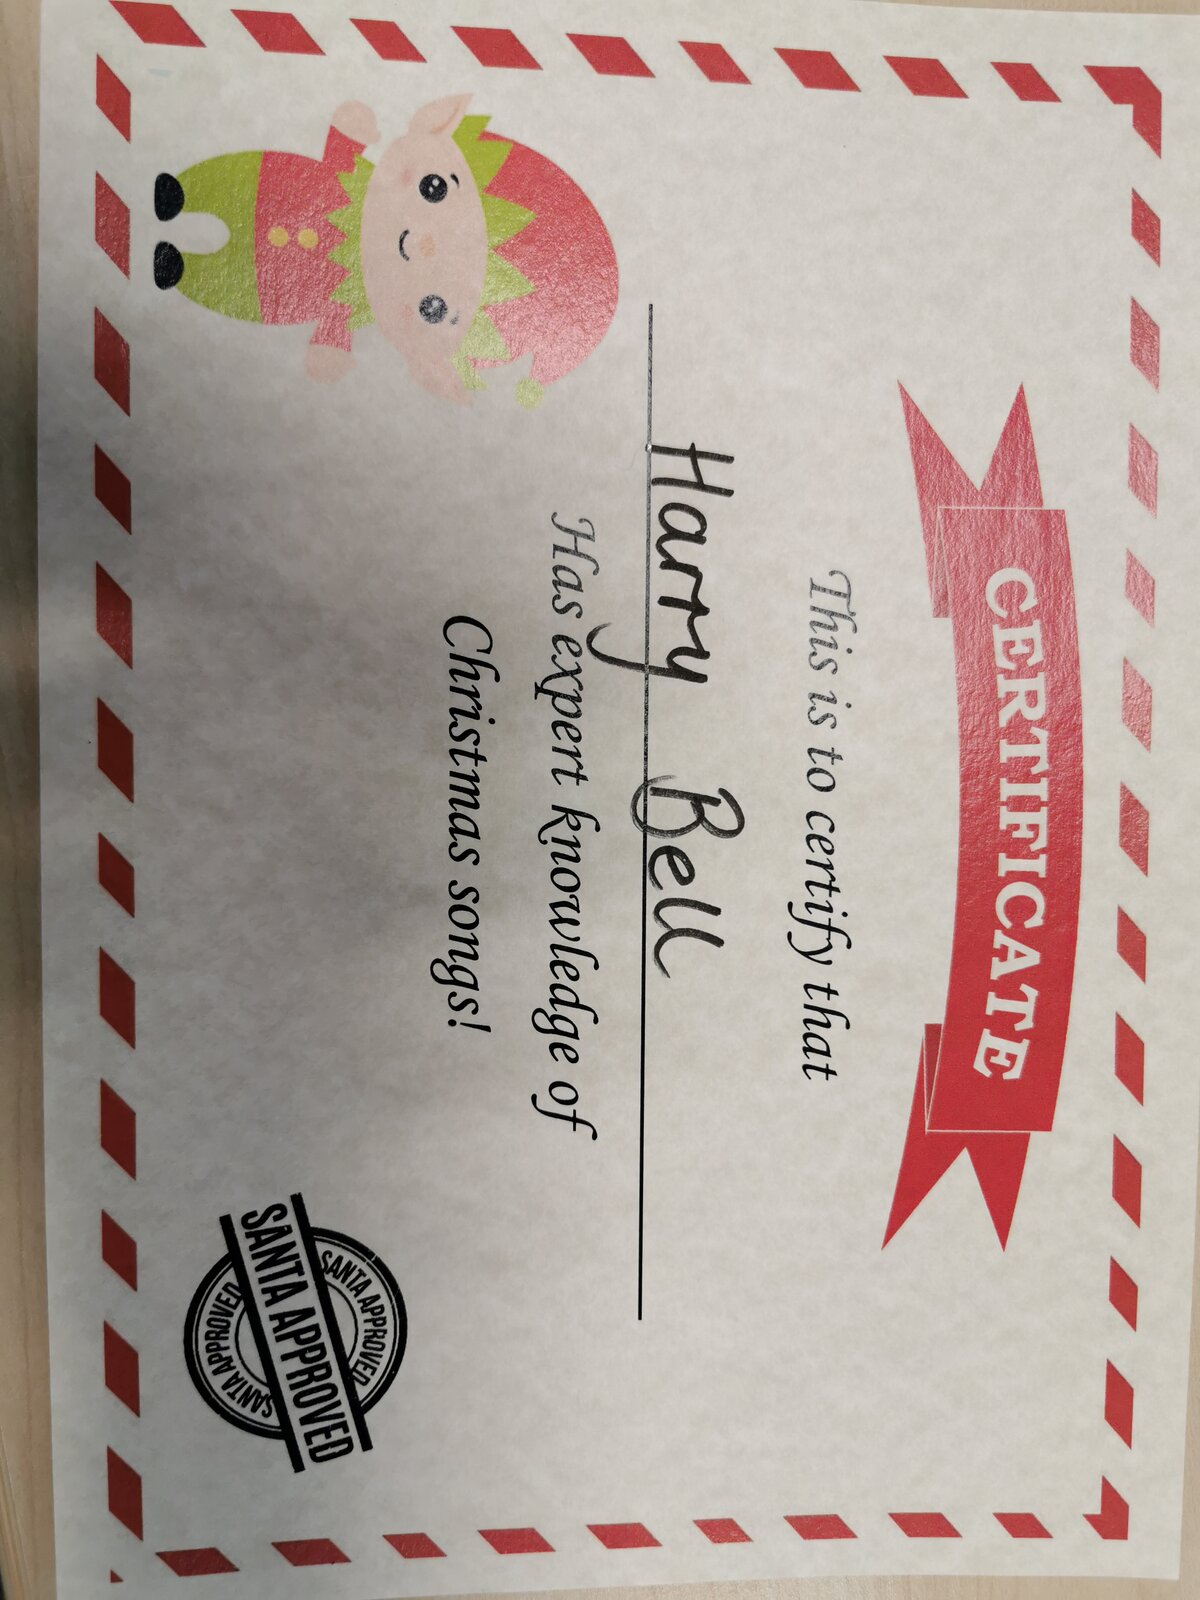 CERTIFICATE
This is to certify that
Harry Bell
Has expert knowledge of
Christmas songs!
SANTA APPROVED
SANTA APPROVED
SANTA APPROVED
SANTA